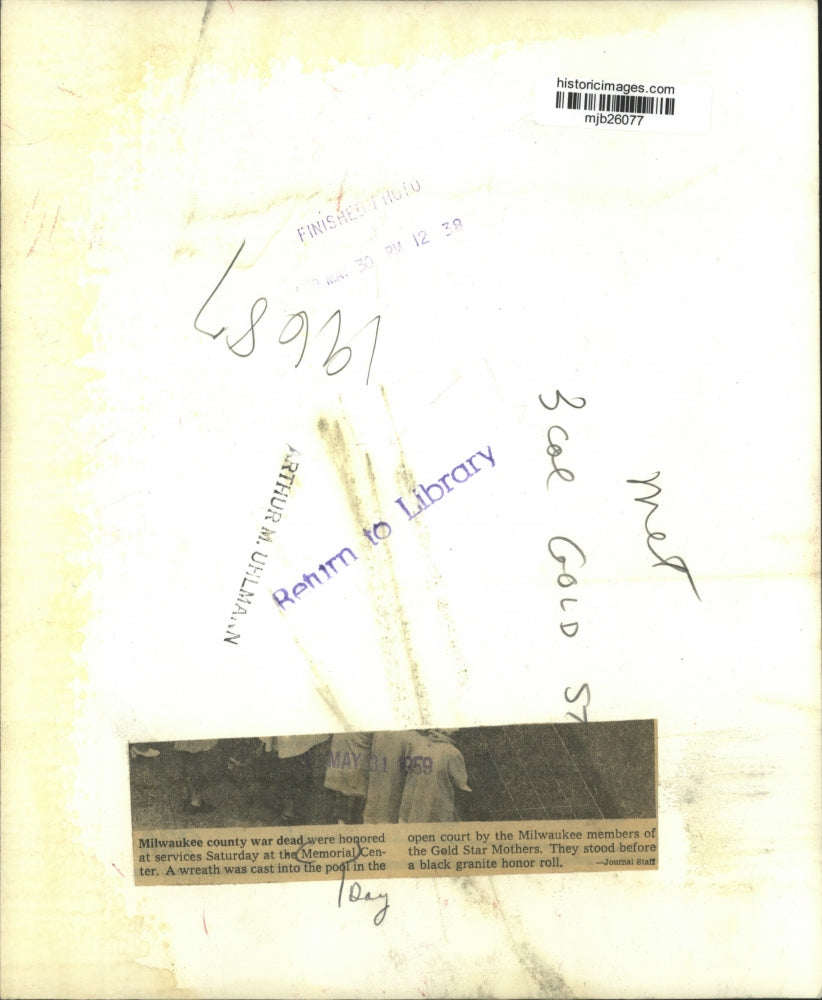 historicimages.com
mjb26077
FINISHED PHOTO
MAY 30 PM 12 38
19687
3 col GOLD ST
Met
ARTHUR M. UHLMANN
Return to Library
MAY 31 1959
Milwaukee county war dead were honored
at services Saturday at the Memorial Cen-
ter. A wreath was cast into the pool in the
open court by the Milwaukee members of
the Gold Star Mothers. They stood before
a black granite honor roll. —Journal Staff
Day